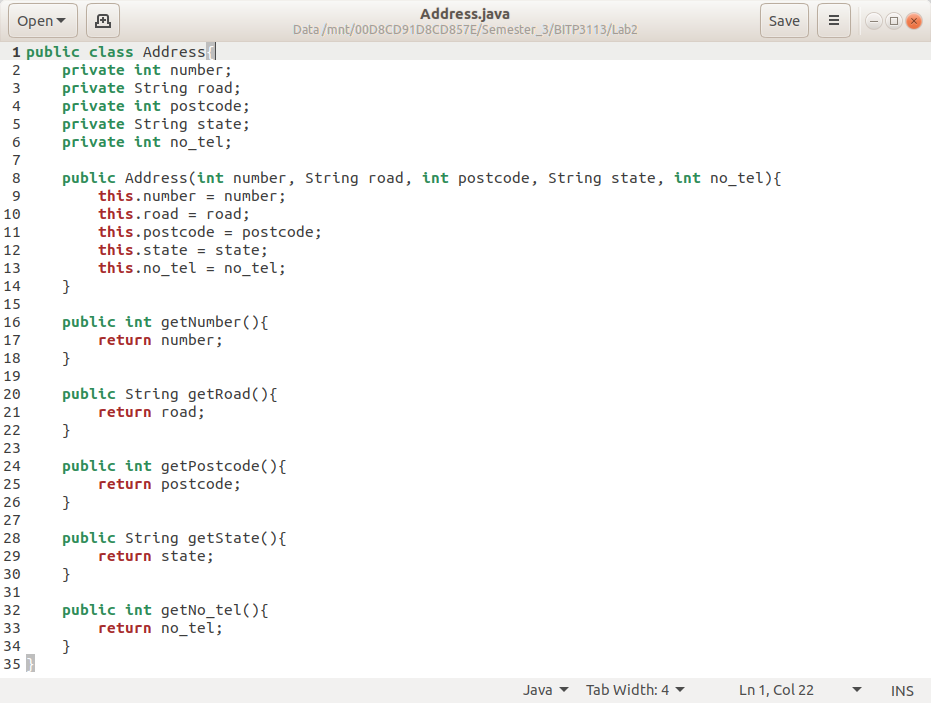 Open
Address.java
Data /mnt/00D8CD91D8CD857E/Semester_3/BITP3113/Lab2
Save
1 public class Address{
2     private int number;
3     private String road;
4     private int postcode;
5     private String state;
6     private int no_tel;
7
8     public Address(int number, String road, int postcode, String state, int no_tel){
9         this.number = number;
10         this.road = road;
11         this.postcode = postcode;
12         this.state = state;
13         this.no_tel = no_tel;
14     }
15
16     public int getNumber(){
17         return number;
18     }
19
20     public String getRoad(){
21         return road;
22     }
23
24     public int getPostcode(){
25         return postcode;
26     }
27
28     public String getState(){
29         return state;
30     }
31
32     public int getNo_tel(){
33         return no_tel;
34     }
35 }
Java Tab Width: 4 Ln 1, Col 22 INS